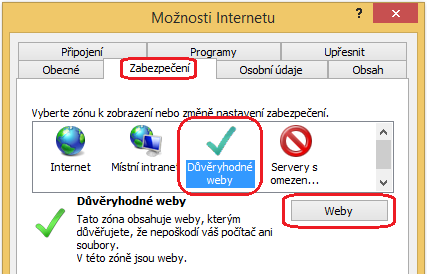 Možnosti Internetu
?
Připojení Programy Upřesnit
Obecné Zabezpečení Osobní údaje Obsah
Vyberte zónu k zobrazení nebo změně nastavení zabezpečení.
Internet Místní intranet Důvěryhodné weby Servery s omezen...
Důvěryhodné weby
Weby
Tato zóna obsahuje weby, kterým
důvěřujete, že nepoškodí váš počítač ani
soubory.
V této zóně jsou weby.